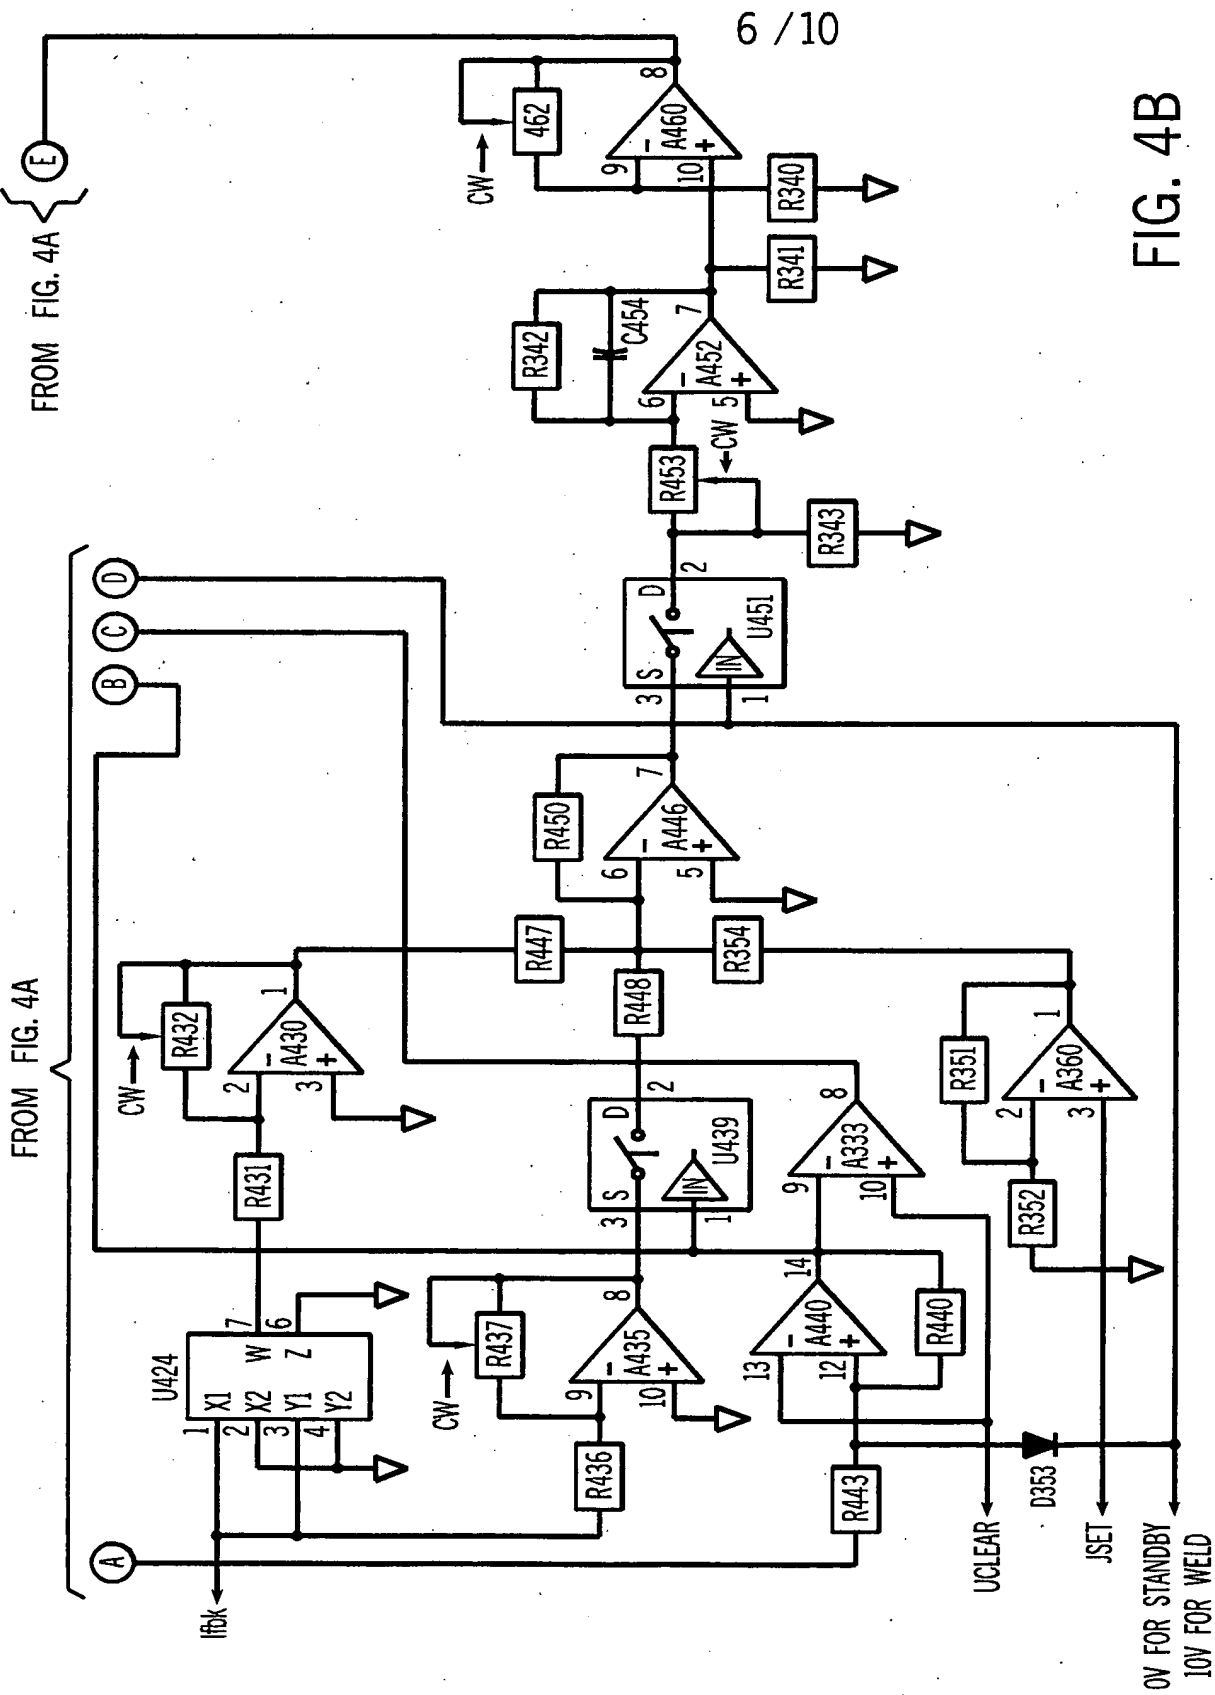 6 /10
FROM FIG. 4A
FROM FIG. 4A
A
B
C
D
E
Ifbk
U424
1 X1
2 X2
3 Y1
4 Y2
W 7
Z 6
R431
CW
R432
2
3
-
+
A430
1
R447
CW
R437
R436
9
10
-
+
A435
8
3
S
D
2
IN
1
U439
R448
R450
6
5
-
+
A446
7
R354
3
S
D
2
IN
1
U451
R453
CW
R343
R342
C454
6
5
-
+
A452
7
R341
R340
CW
462
9
10
-
+
A460
8
R443
13
12
-
+
A440
14
R440
9
10
-
+
A333
8
UCLEAR
D353
JSET
R352
R351
2
3
-
+
A360
1
0V FOR STANDBY
10V FOR WELD
FIG. 4B